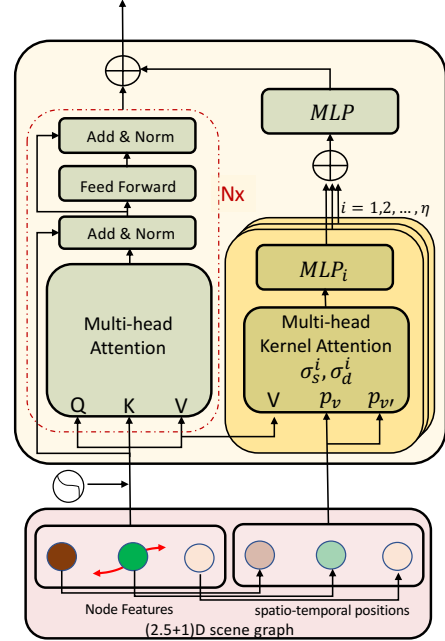 MLP
Add & Norm
Feed Forward
Nx
i = 1,2, ..., η
Add & Norm
MLP_i
Multi-head
Attention
Multi-head
Kernel Attention
σ_s^i, σ_d^i
Q K V
V p_v p_v′
Node Features
spatio-temporal positions
(2.5+1)D scene graph